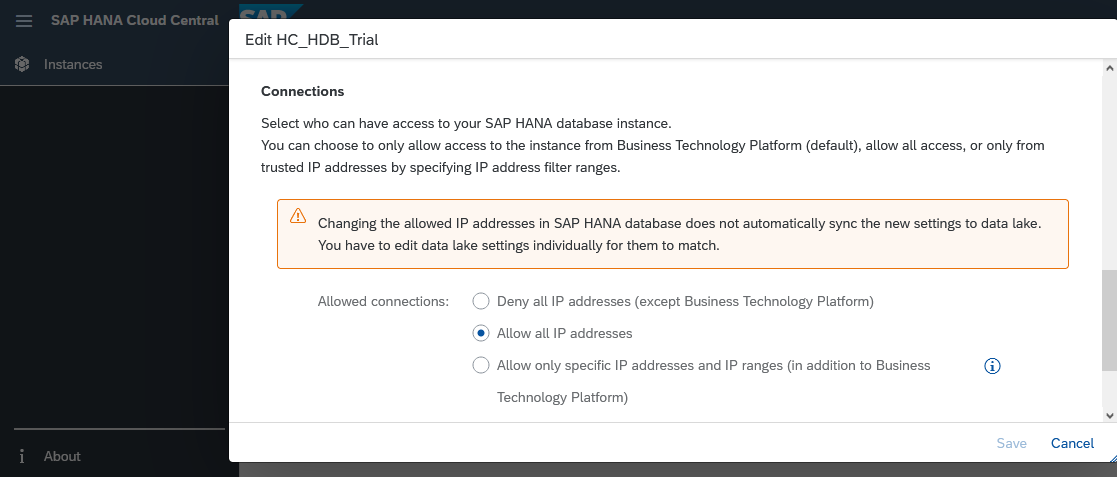 SAP HANA Cloud Central
SAP
Edit HC_HDB_Trial
Instances
Connections
Select who can have access to your SAP HANA database instance.
You can choose to only allow access to the instance from Business Technology Platform (default), allow all access, or only from
trusted IP addresses by specifying IP address filter ranges.
Changing the allowed IP addresses in SAP HANA database does not automatically sync the new settings to data lake.
You have to edit data lake settings individually for them to match.
Allowed connections:
Deny all IP addresses (except Business Technology Platform)
Allow all IP addresses
Allow only specific IP addresses and IP ranges (in addition to Business
Technology Platform)
Save Cancel
About